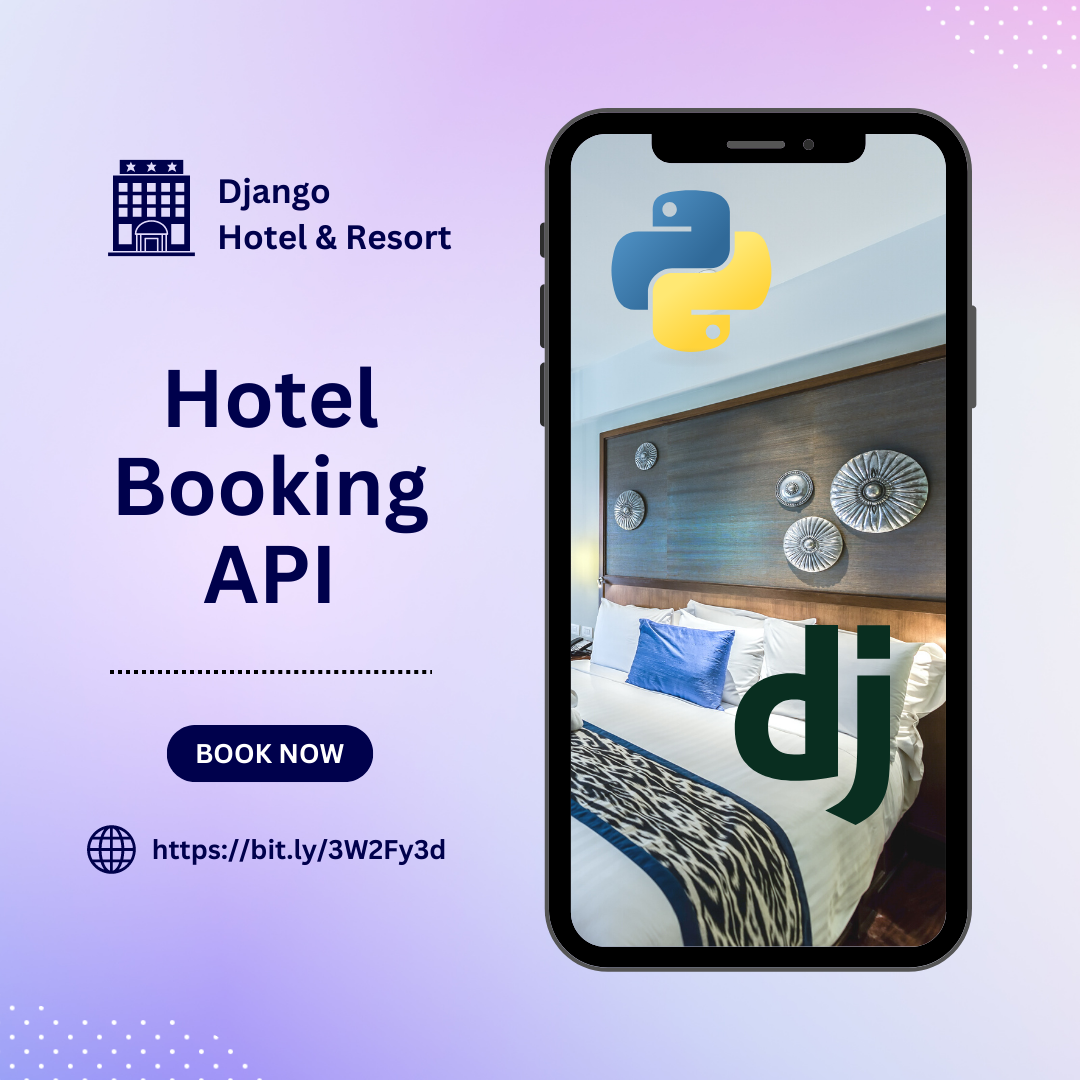 Django
Hotel & Resort
Hotel
Booking
API
BOOK NOW
https://bit.ly/3W2Fy3d
dj